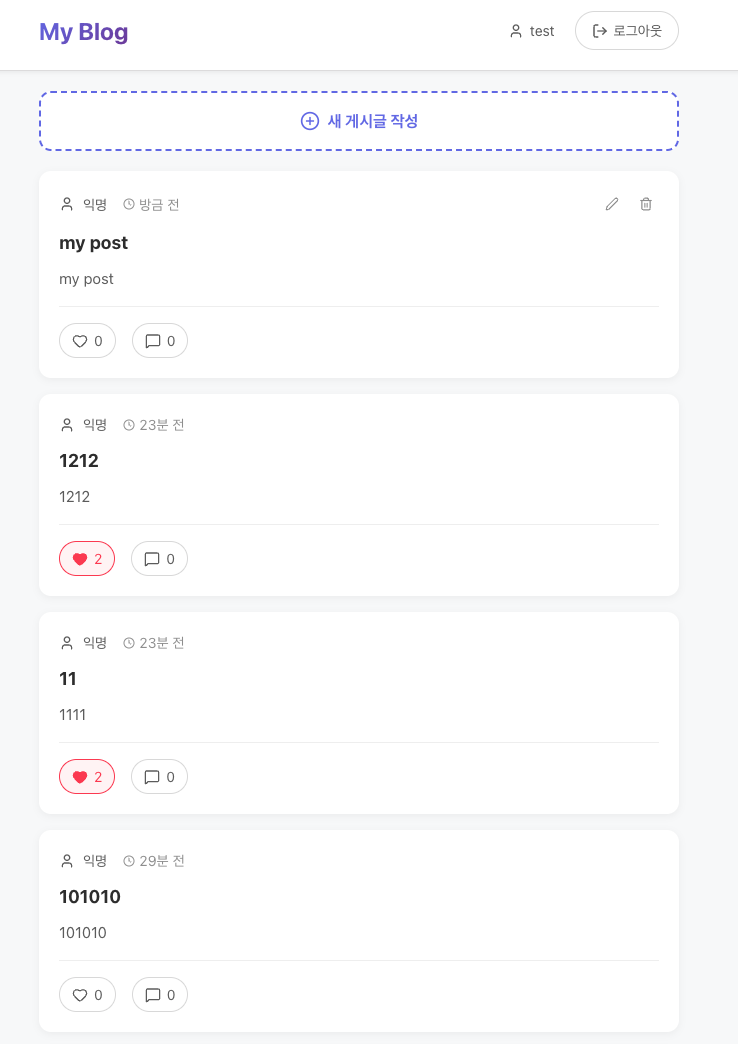 My Blog
test
로그아웃
새 게시글 작성
익명 방금 전
my post
my post
0 0
익명 23분 전
1212
1212
2 0
익명 23분 전
11
1111
2 0
익명 29분 전
101010
101010
0 0